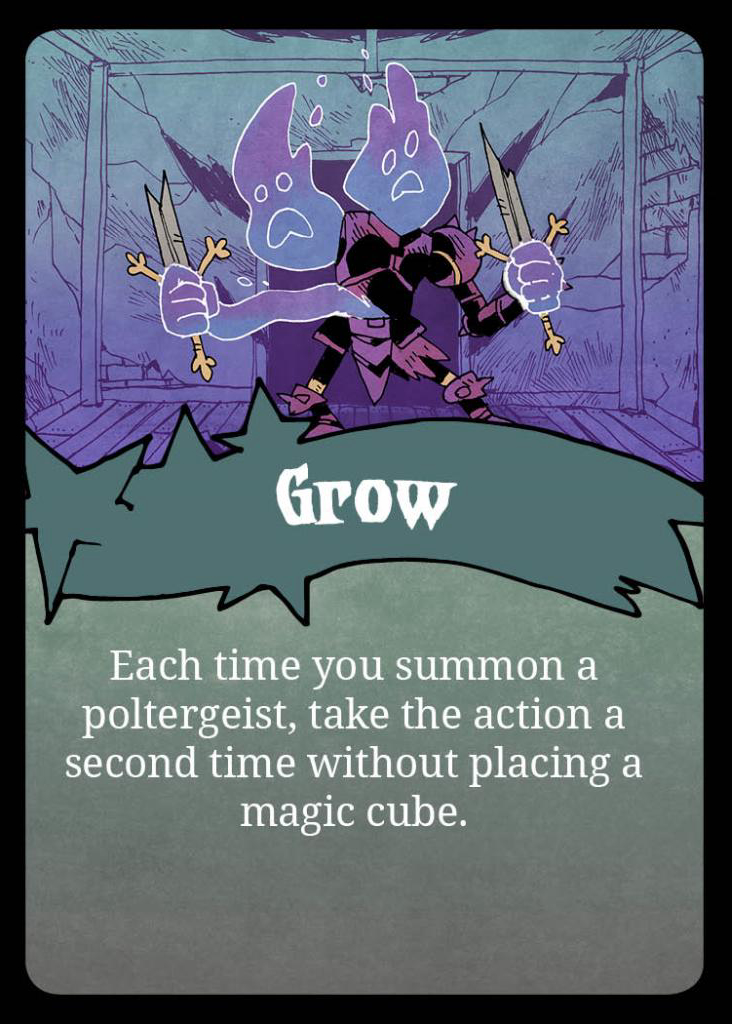 Grow
Each time you summon a
poltergeist, take the action a
second time without placing a
magic cube.